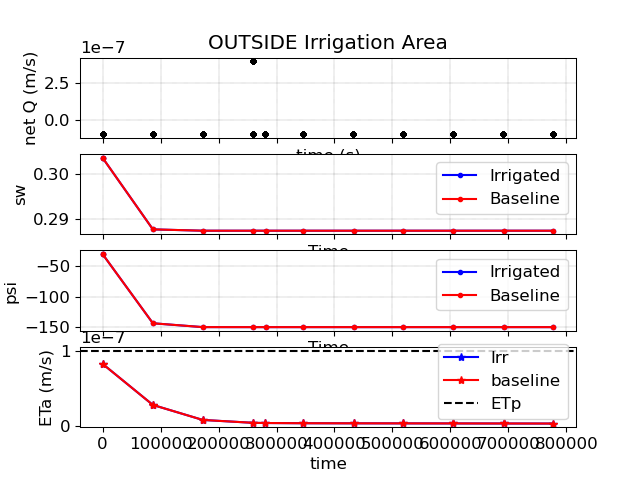 OUTSIDE Irrigation Area
1e−7
net Q (m/s)
2.5
0.0
time (s)
sw
0.30
0.29
Irrigated
Baseline
Time
psi
−50
−100
−150
Irrigated
Baseline
Time
1e−7
ETa (m/s)
1
0
Irr
baseline
ETp
0 100000 200000 300000 400000 500000 600000 700000 800000
time